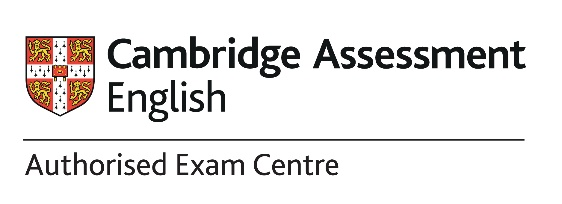 Cambridge Assessment
English
Authorised Exam Centre